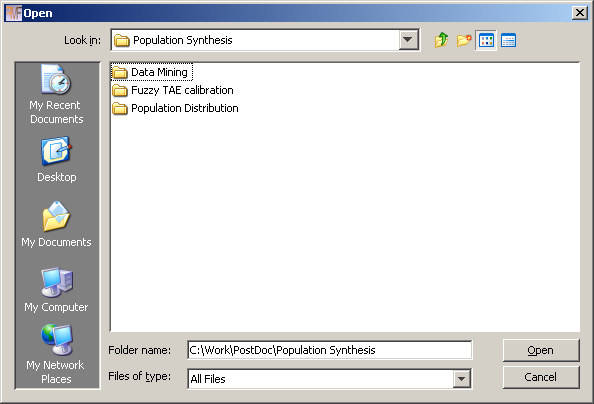 Open
Look in: Population Synthesis
My Recent
Documents
Desktop
My Documents
My Computer
My Network
Places
Data Mining
Fuzzy TAE calibration
Population Distribution
Folder name: C:\Work\PostDoc\Population Synthesis
Open
Files of type: All Files
Cancel